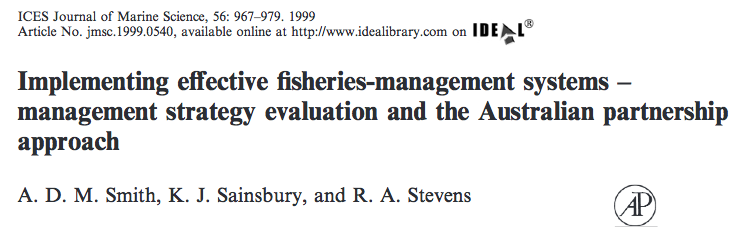 ICES Journal of Marine Science, 56: 967–979. 1999
Article No. jmsc.1999.0540, available online at http://www.idealibrary.com on IDEAL®
Implementing effective fisheries-management systems –
management strategy evaluation and the Australian partnership
approach
A. D. M. Smith, K. J. Sainsbury, and R. A. Stevens
AP